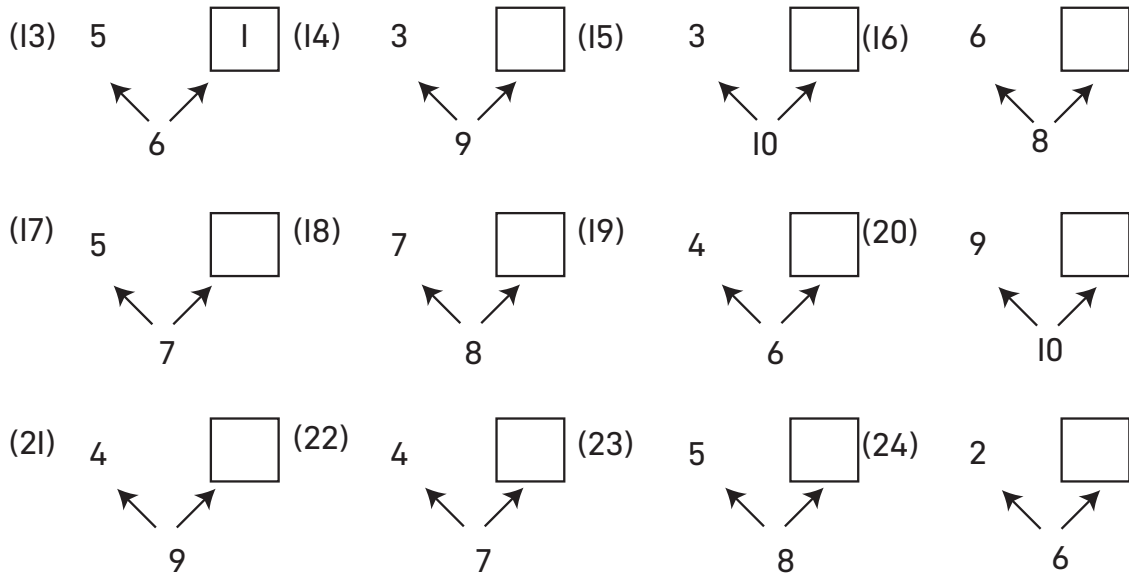 (13) 5 1 (14) 3 (15) 3 (16) 6
6 9 10 8
(17) 5 (18) 7 (19) 4 (20) 9
7 8 6 10
(21) 4 (22) 4 (23) 5 (24) 2
9 7 8 6